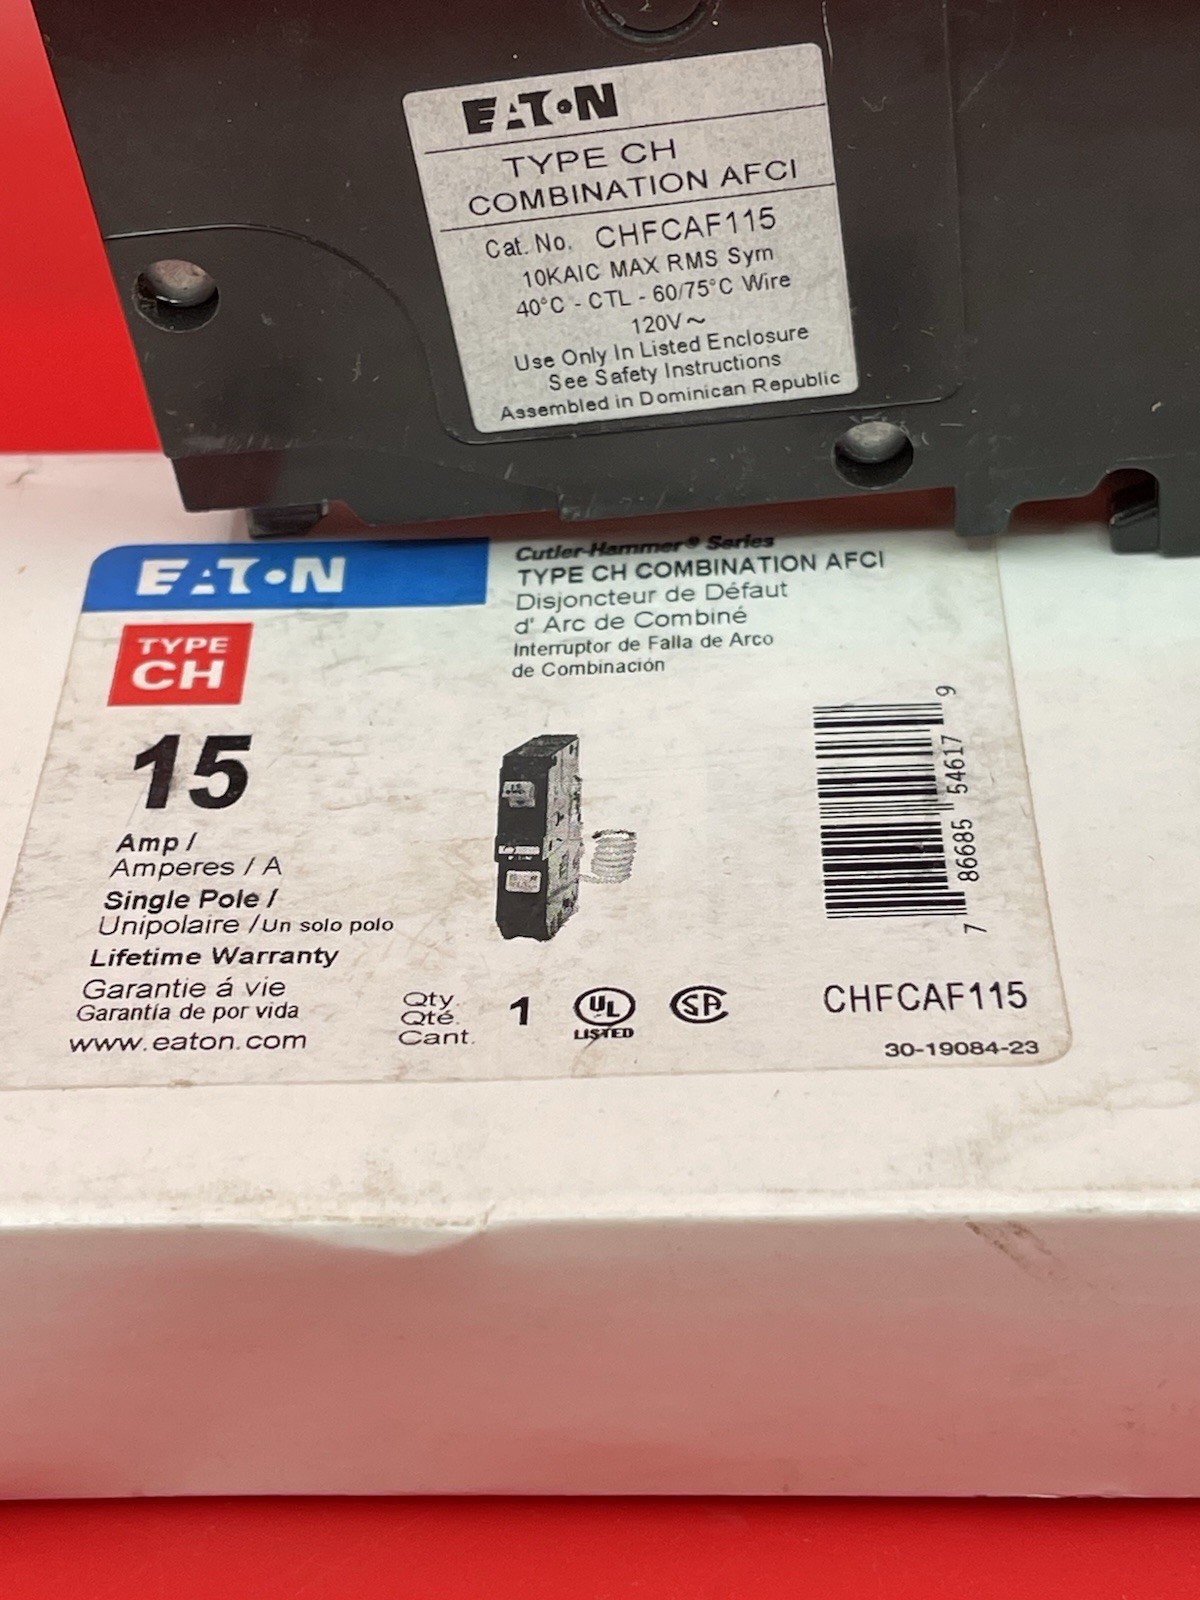 EATON
TYPE CH
COMBINATION AFCI
Cat. No. CHFCAF115
10KAIC MAX RMS Sym
40°C - CTL - 60/75°C Wire
120V~
Use Only In Listed Enclosure
See Safety Instructions
Assembled in Dominican Republic
EATON
Cutler-Hammer® Series
TYPE CH COMBINATION AFCI
Disjoncteur de Défaut
d' Arc de Combiné
Interruptor de Falla de Arco
de Combinación
TYPE
CH
15
Amp /
Amperes / A
Single Pole /
Unipolaire /Un solo polo
Lifetime Warranty
Garantie á vie
Garantía de por vida
www.eaton.com
Qty.
Qté.
Cant.
1
UL
LISTED
SA
7 86685 54617 9
CHFCAF115
30-19084-23